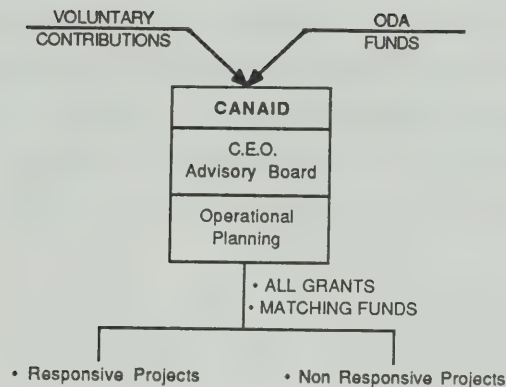 VOLUNTARY
CONTRIBUTIONS
ODA
FUNDS
CANAID
C.E.O.
Advisory Board
Operational
Planning
• ALL GRANTS
• MATCHING FUNDS
• Responsive Projects
• Non Responsive Projects